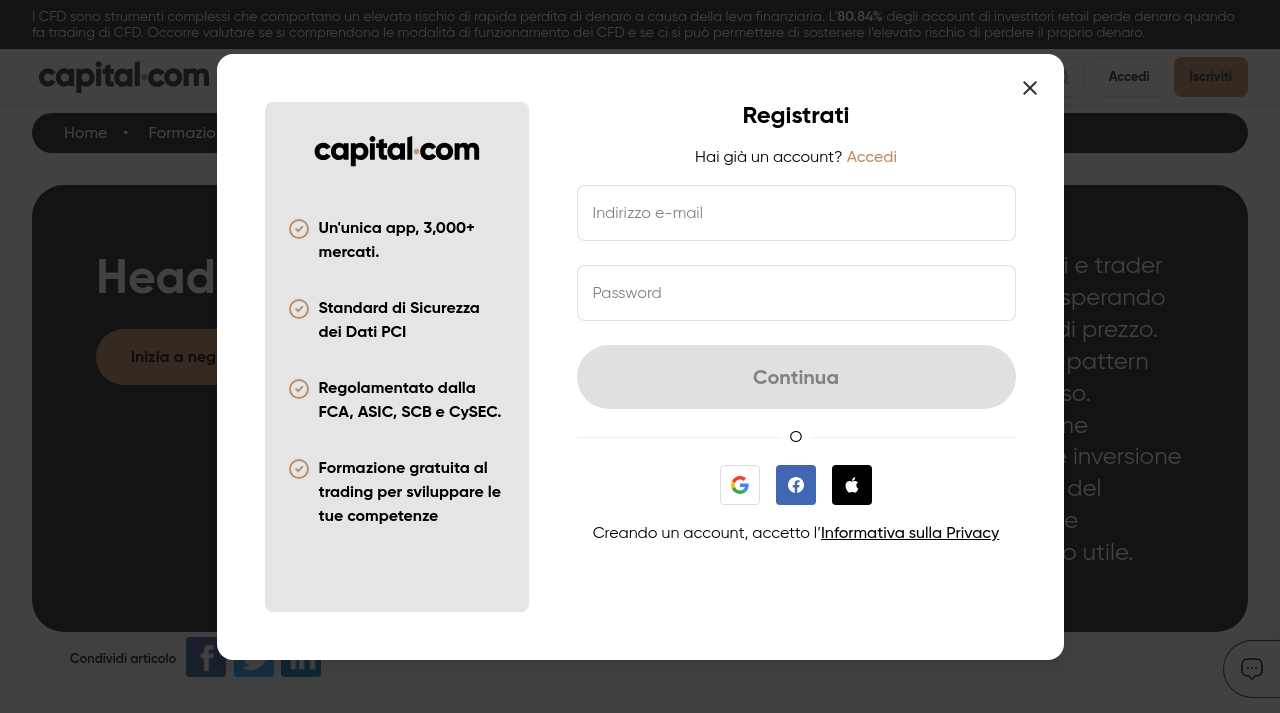 I CFD sono strumenti complessi che comportano un elevato rischio di rapida perdita di denaro a causa della leva finanziaria. L'80.84% degli account di investitori retail perde denaro quando
fa trading di CFD. Occorre valutare se si comprendono le modalità di funzionamento dei CFD e se ci si può permettere di sostenere l'elevato rischio di perdere il proprio denaro.
capital.com
Accedi
Iscriviti
Home
Formazio
Head
Inizia a neg
i e trader
sperando
di prezzo.
pattern
so.
ne
inversione
del
e
o utile.
Condividi articolo
capital.com
Un'unica app, 3,000+
mercati.
Standard di Sicurezza
dei Dati PCI
Regolamentato dalla
FCA, ASIC, SCB e CySEC.
Formazione gratuita al
trading per sviluppare le
tue competenze
Registrati
Hai già un account? Accedi
Indirizzo e-mail
Password
Continua
O
Creando un account, accetto l’Informativa sulla Privacy